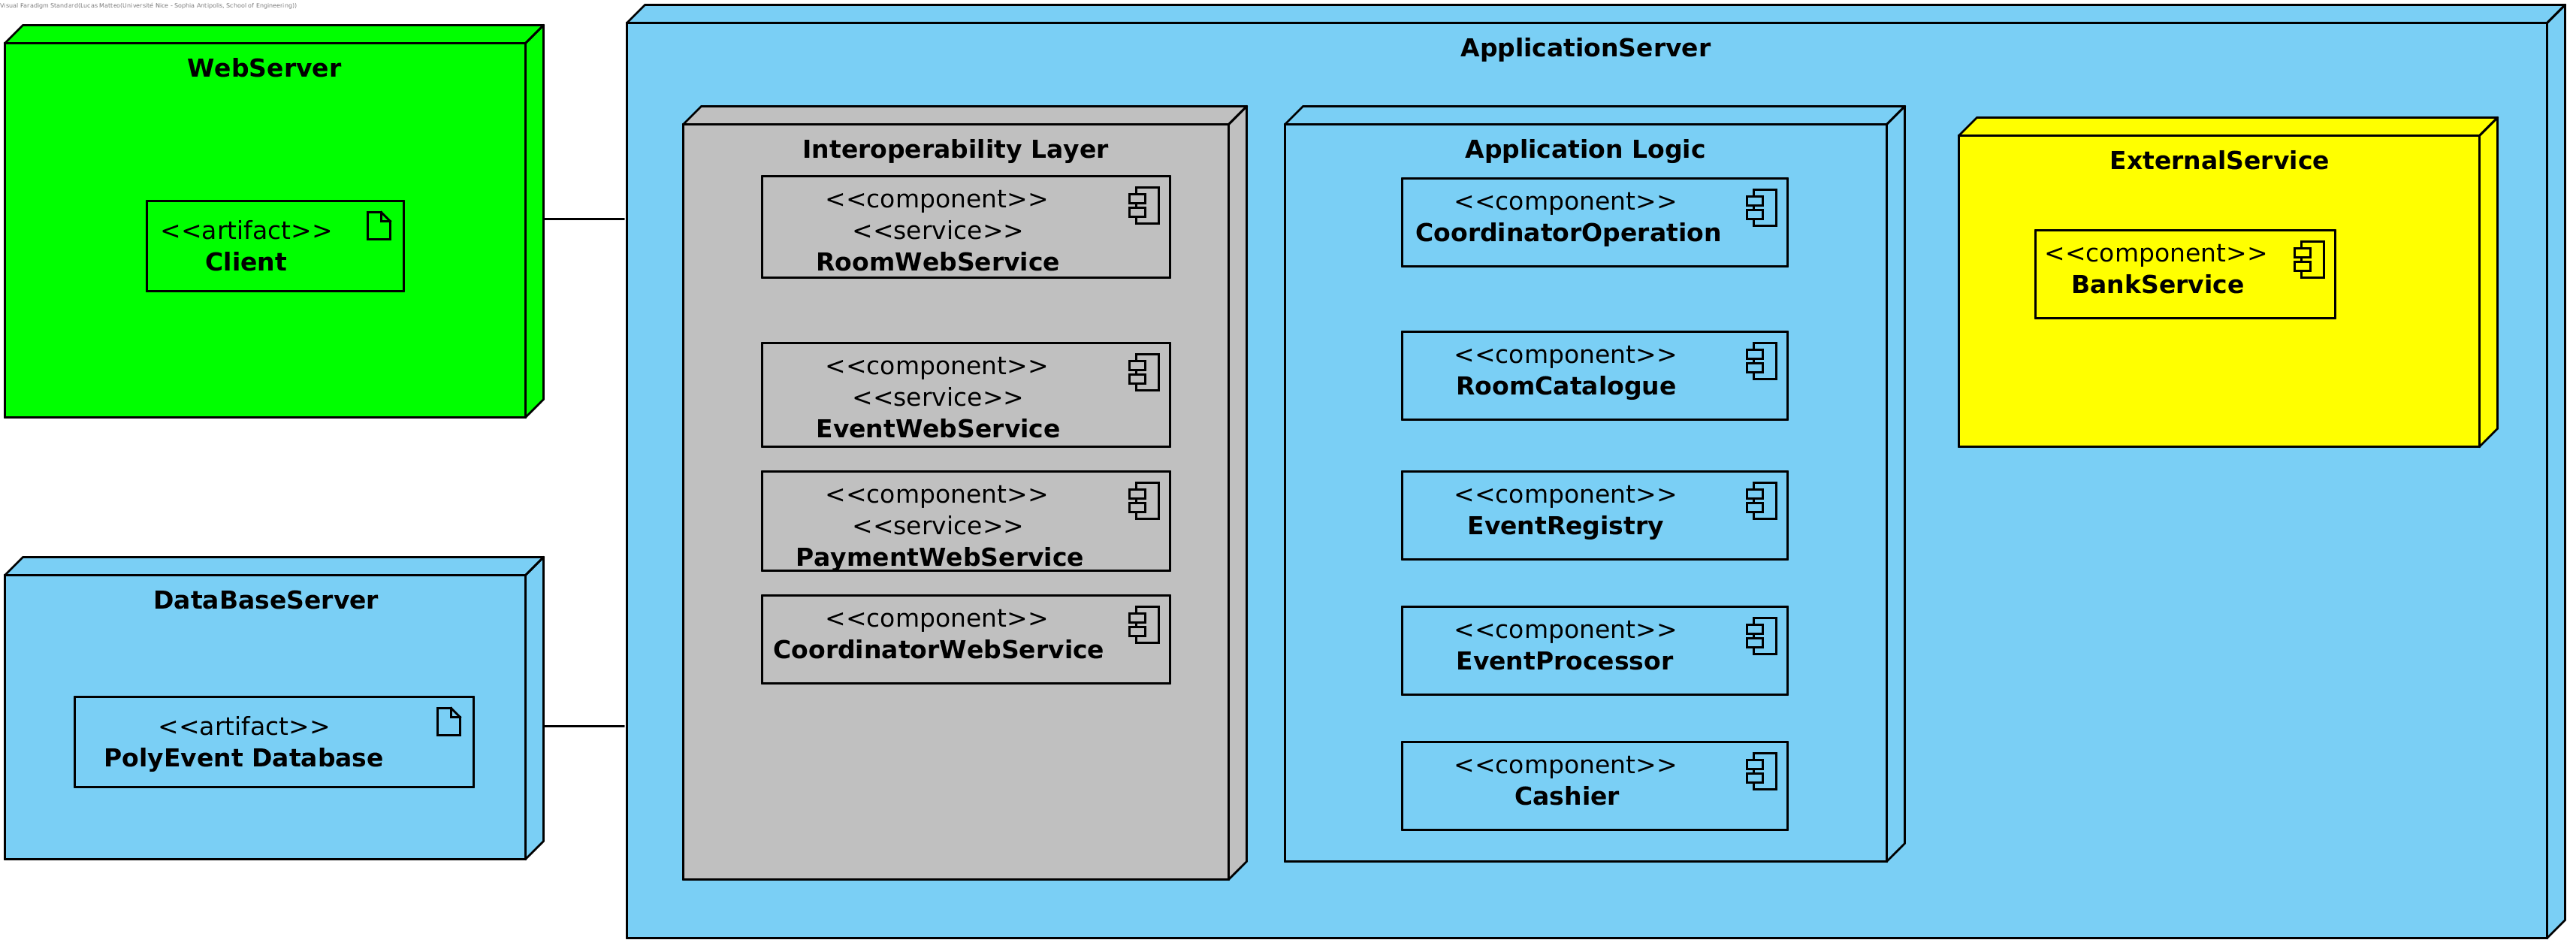 Visual Paradigm Standard(Lucas Matteo(Université Nice - Sophia Antipolis, School of Engineering))
WebServer
<<artifact>>
Client
DataBaseServer
<<artifact>>
PolyEvent Database
ApplicationServer
Interoperability Layer
<<component>>
<<service>>
RoomWebService
<<component>>
<<service>>
EventWebService
<<component>>
<<service>>
PaymentWebService
<<component>>
CoordinatorWebService
Application Logic
<<component>>
CoordinatorOperation
<<component>>
RoomCatalogue
<<component>>
EventRegistry
<<component>>
EventProcessor
<<component>>
Cashier
ExternalService
<<component>>
BankService